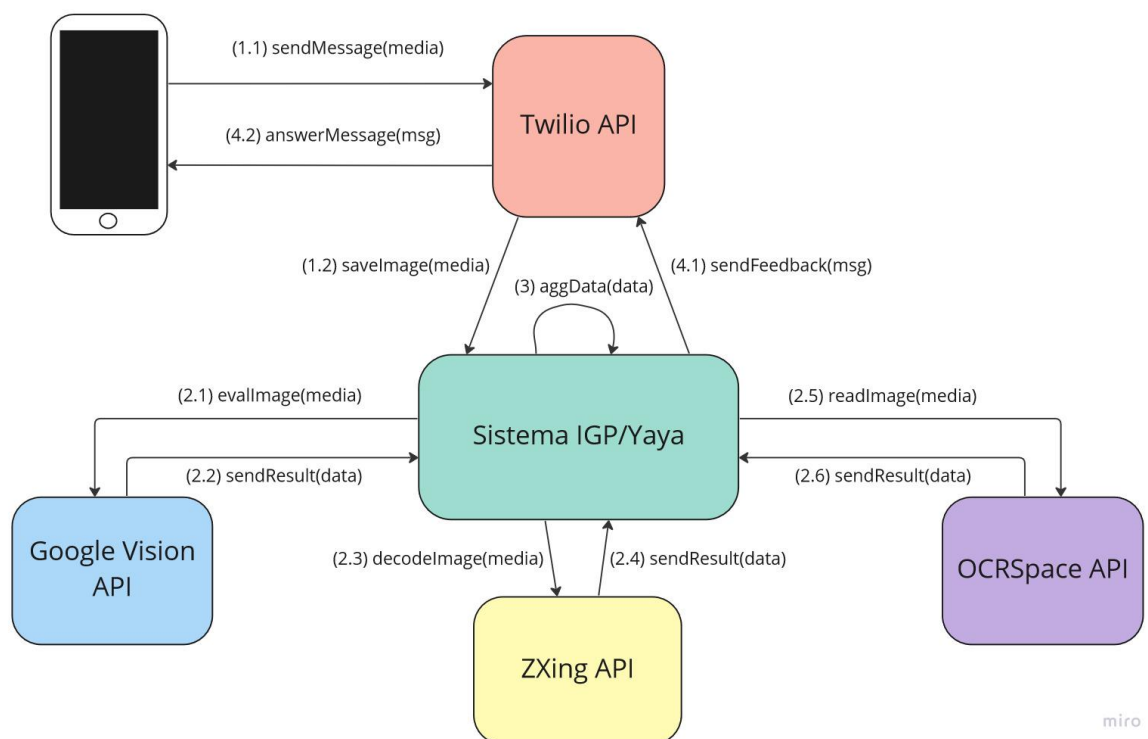 (1.1) sendMessage(media)
Twilio API
(4.2) answerMessage(msg)
(1.2) saveImage(media)
(4.1) sendFeedback(msg)
(3) aggData(data)
(2.1) evalImage(media)
(2.5) readImage(media)
Sistema IGP/Yaya
(2.2) sendResult(data)
(2.6) sendResult(data)
Google Vision
API
(2.3) decodeImage(media)
(2.4) sendResult(data)
OCRSpace API
ZXing API
miro